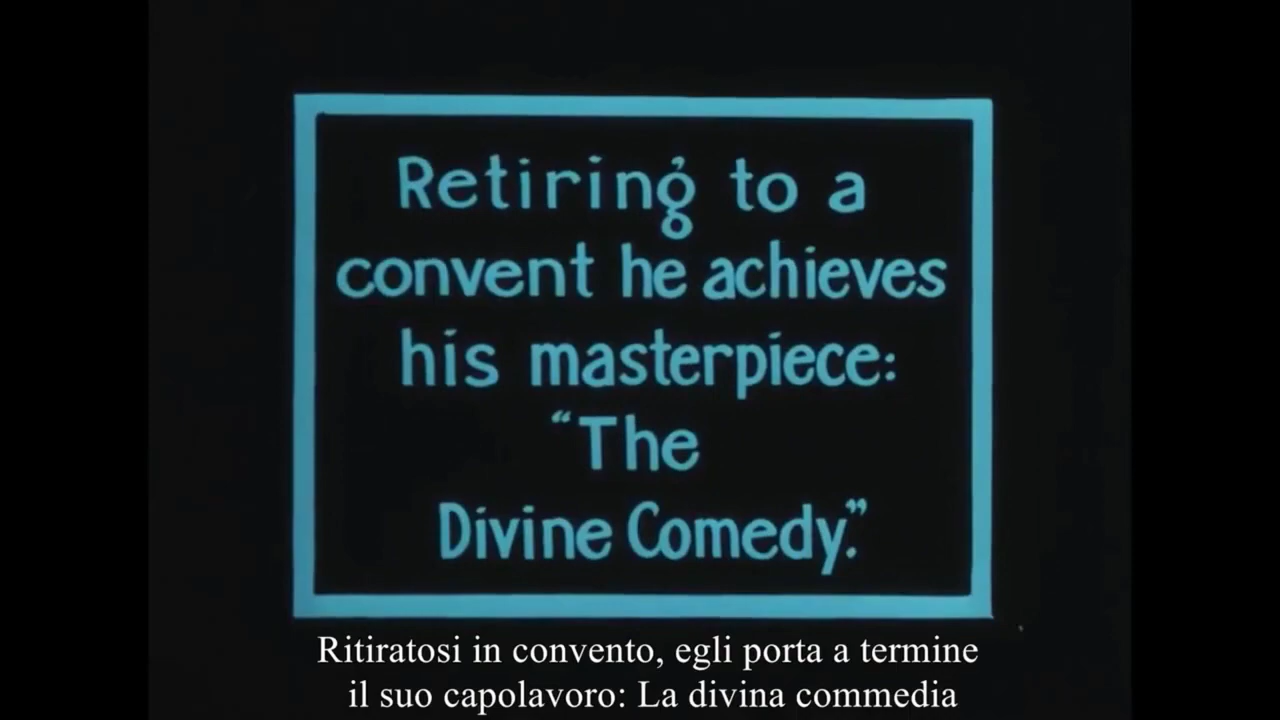 Retiring to a
convent he achieves
his masterpiece:
“The
Divine Comedy.”
Ritiratosi in convento, egli porta a termine
il suo capolavoro: La divina commedia